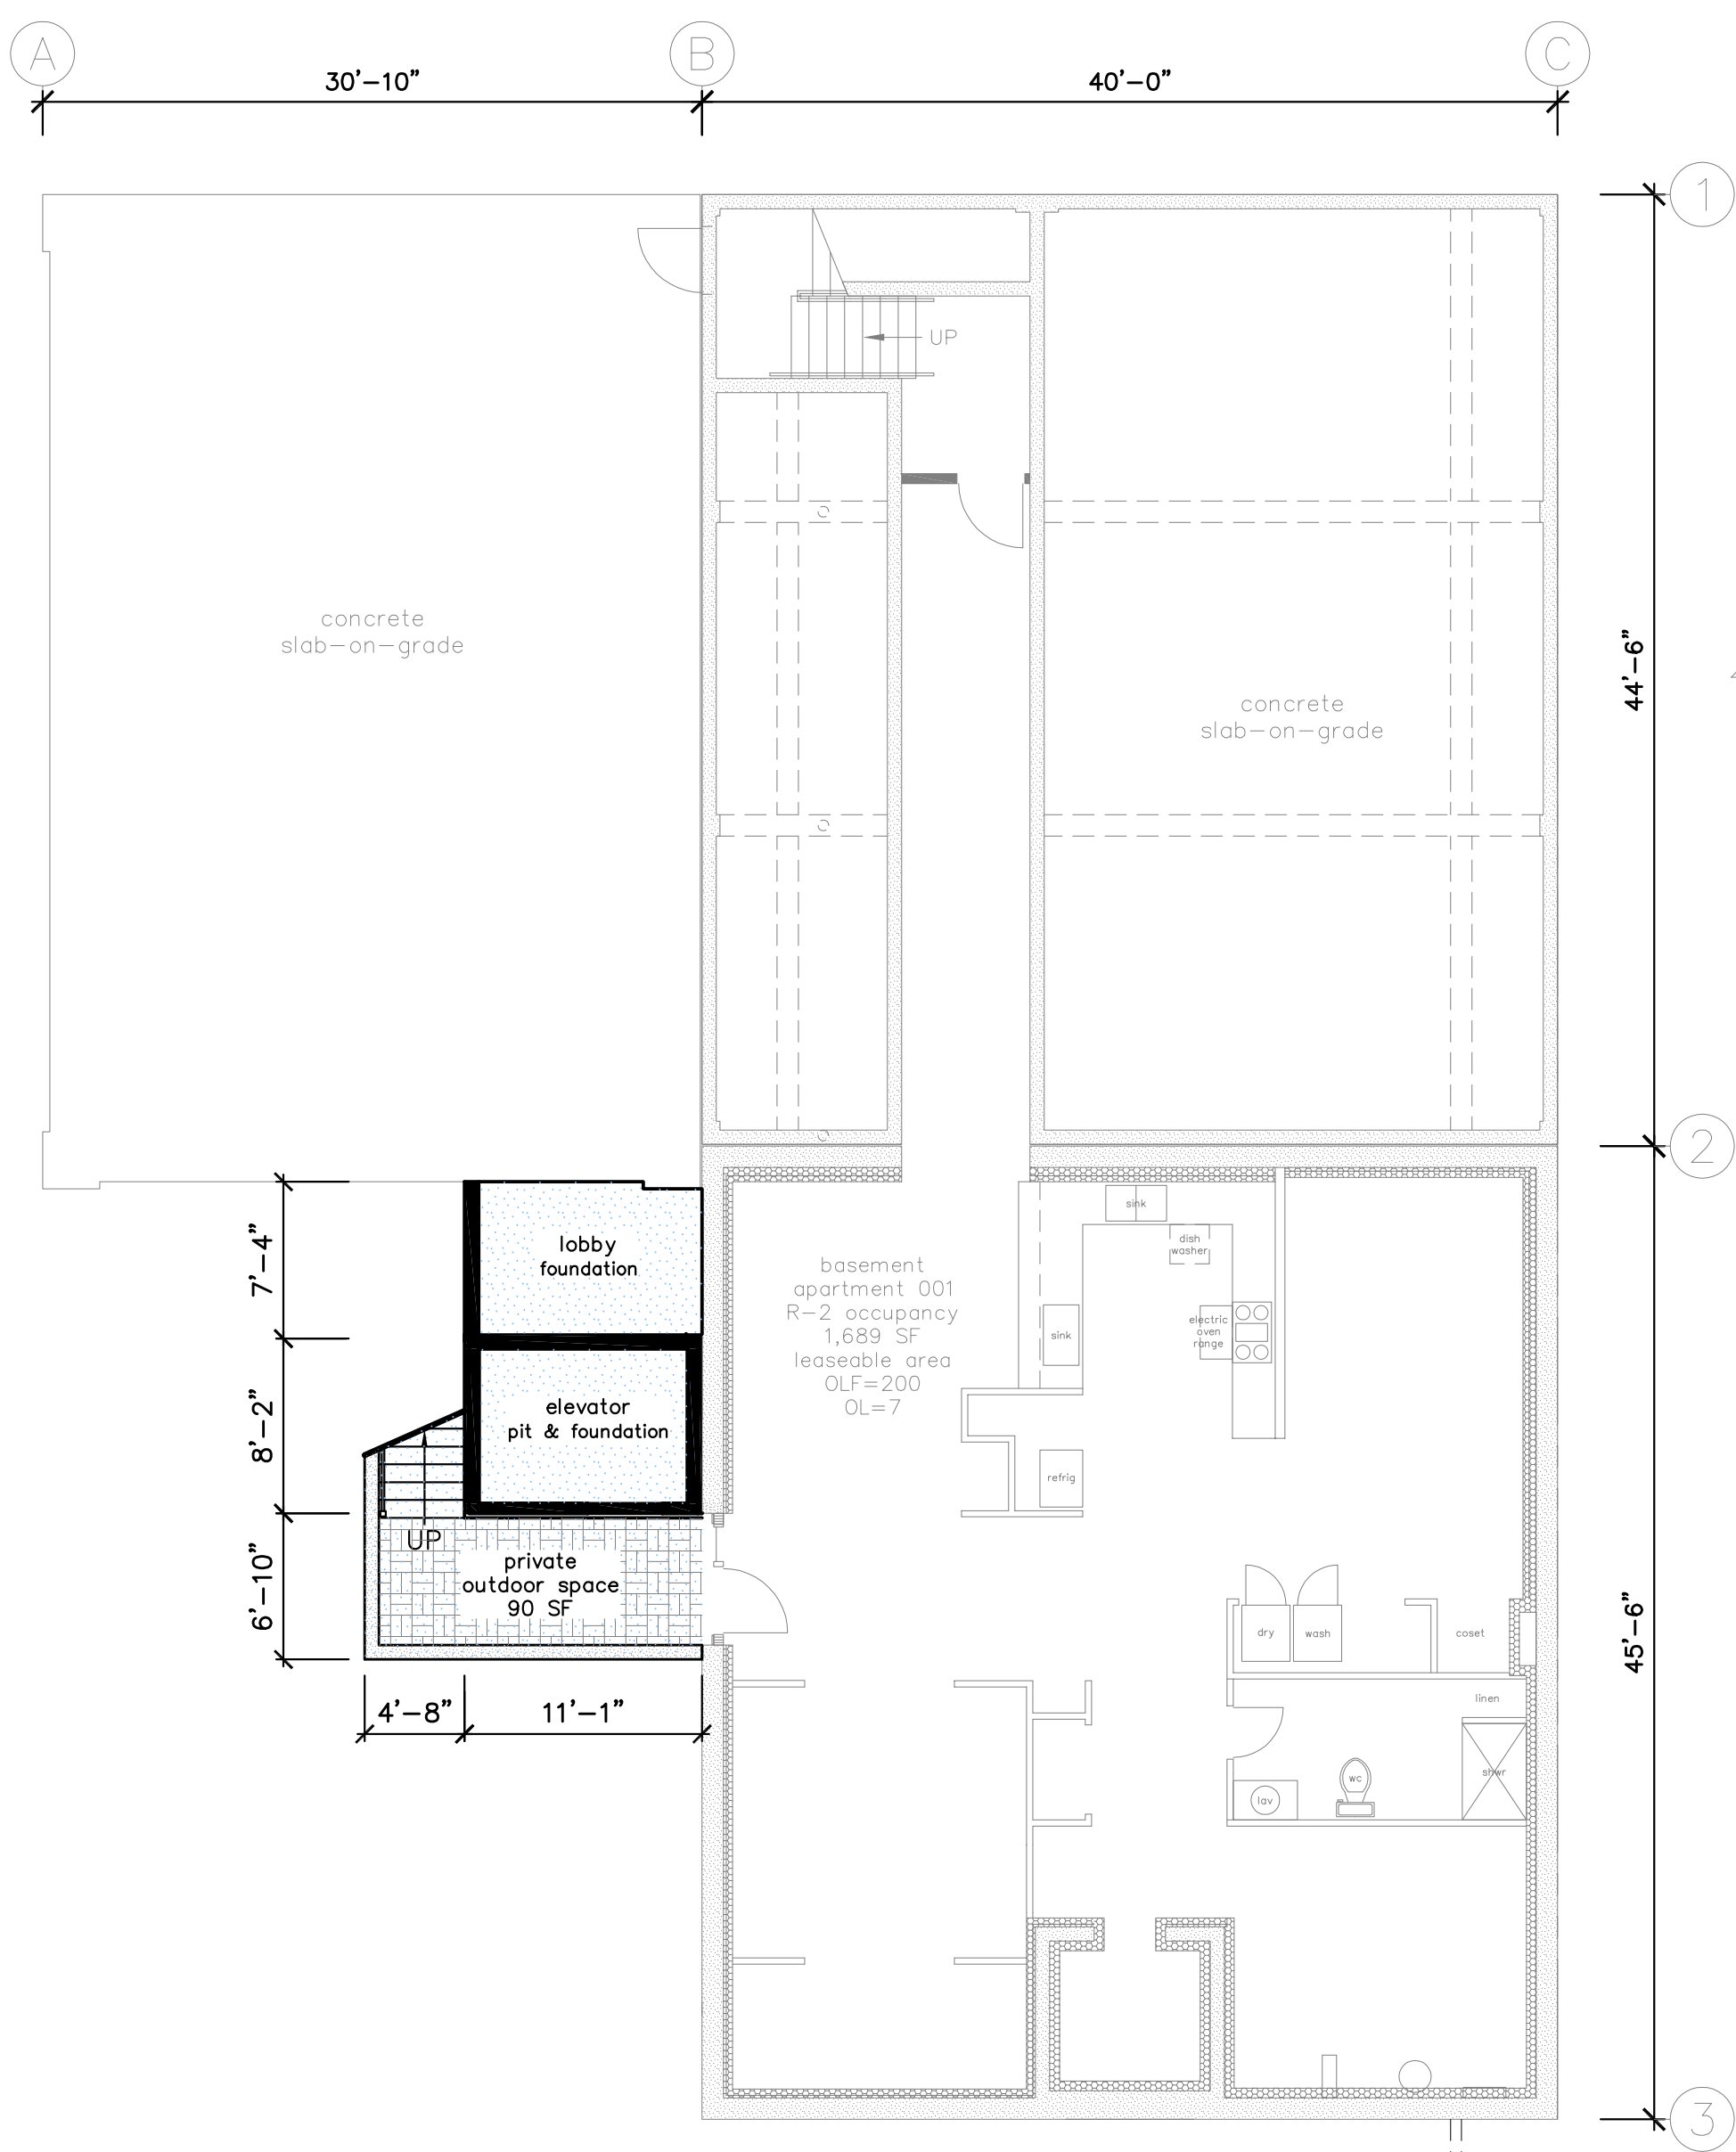 A
B
C
30'-10"
40'-0"
1
UP
concrete
slab-on-grade
44'-6"
concrete
slab-on-grade
2
sink
dish
washer
7'-4"
lobby
foundation
basement
apartment 001
R-2 occupancy
1,689 SF
leaseable area
OLF=200
OL=7
sink
electric
oven
range
8'-2"
elevator
pit & foundation
refrig
UP
6'-10"
private
outdoor space
90 SF
45'-6"
dry
wash
coset
linen
4'-8"
11'-1"
wc
shwr
lav
3